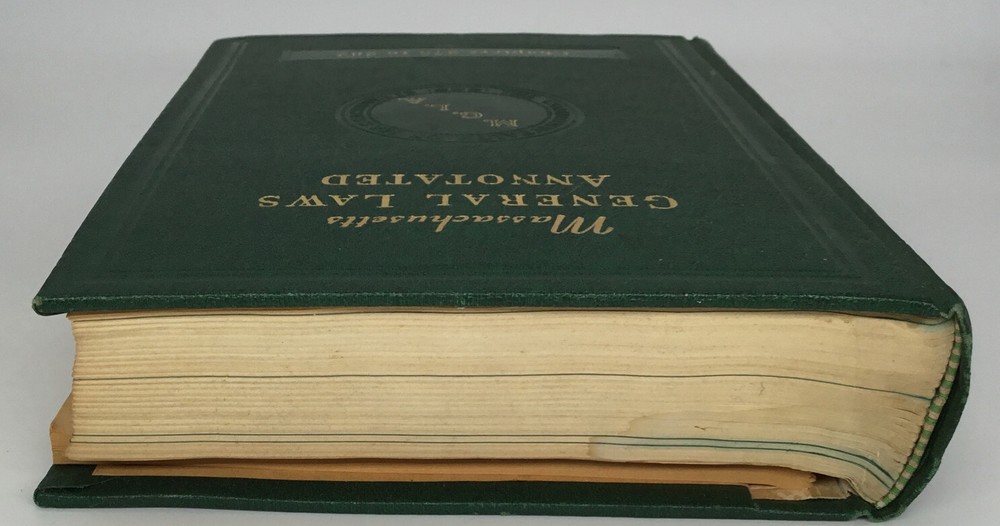 Massachusetts
GENERAL LAWS
ANNOTATED
M.G.L.A.